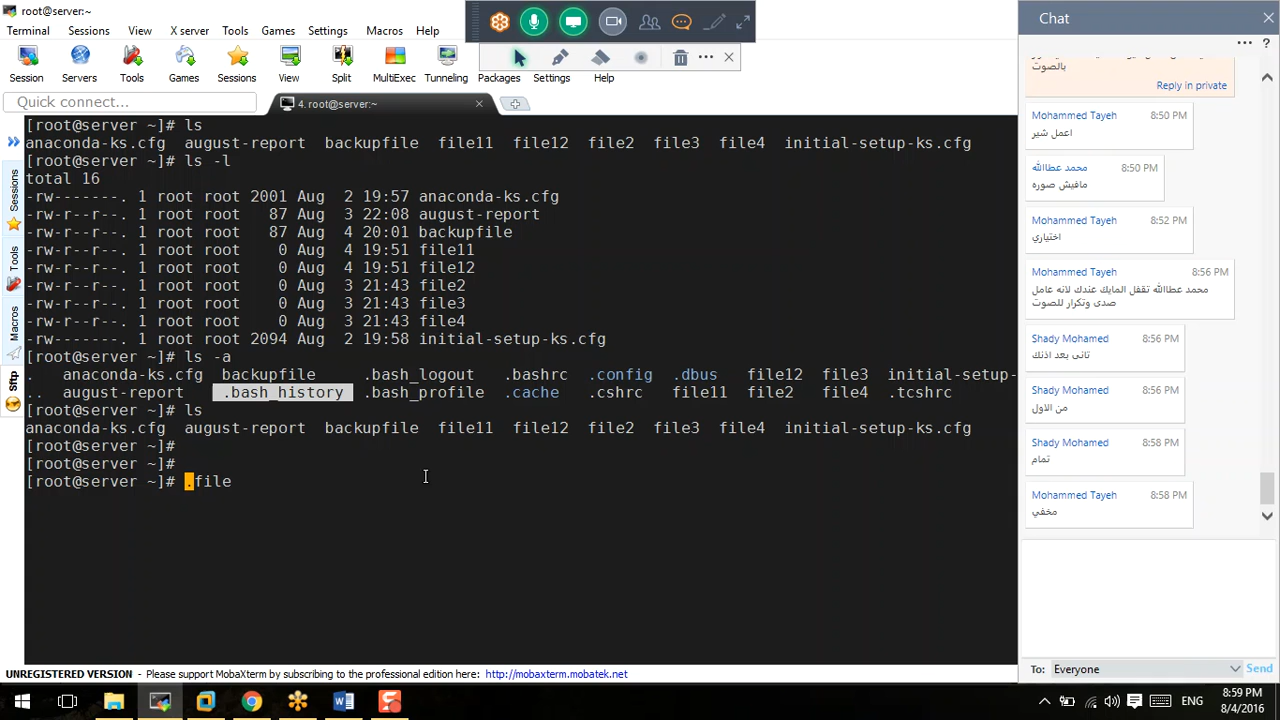 root@server:~
Terminal Sessions View X server Tools Games Settings Macros Help
Session Servers Tools Games Sessions View Split MultiExec Tunneling Packages Settings Help
Quick connect...
4. root@server:~
Sessions
Tools
Macros
Sftp
[root@server ~]# ls
anaconda-ks.cfg august-report backupfile file11 file12 file2 file3 file4 initial-setup-ks.cfg
[root@server ~]# ls -l
total 16
-rw-------. 1 root root 2001 Aug 2 19:57 anaconda-ks.cfg
-rw-r--r--. 1 root root 87 Aug 3 22:08 august-report
-rw-r--r--. 1 root root 87 Aug 4 20:01 backupfile
-rw-r--r--. 1 root root 0 Aug 4 19:51 file11
-rw-r--r--. 1 root root 0 Aug 4 19:51 file12
-rw-r--r--. 1 root root 0 Aug 3 21:43 file2
-rw-r--r--. 1 root root 0 Aug 3 21:43 file3
-rw-r--r--. 1 root root 0 Aug 3 21:43 file4
-rw-------. 1 root root 2094 Aug 2 19:58 initial-setup-ks.cfg
[root@server ~]# ls -a
. anaconda-ks.cfg backupfile .bash_logout .bashrc .config .dbus file12 file3 initial-setup-
.. august-report .bash_history .bash_profile .cache .cshrc file11 file2 file4 .tcshrc
[root@server ~]# ls
anaconda-ks.cfg august-report backupfile file11 file12 file2 file3 file4 initial-setup-ks.cfg
[root@server ~]#
[root@server ~]#
[root@server ~]# .file
UNREGISTERED VERSION - Please support MobaXterm by subscribing to the professional edition here: http://mobaxterm.mobatek.net
Chat
بالصوت
Reply in private
Mohammed Tayeh 8:50 PM
اعمل شير
محمد عطاالله 8:50 PM
مافيش صوره
Mohammed Tayeh 8:52 PM
اختياري
Mohammed Tayeh 8:56 PM
محمد عطاالله تقفل المايك عندك لانه عامل
صدى وتكرار للصوت
Shady Mohamed 8:56 PM
تانى بعد اذنك
Shady Mohamed 8:56 PM
من الاول
Shady Mohamed 8:58 PM
تمام
Mohammed Tayeh 8:58 PM
مخفي
To: Everyone Send
ENG
8:59 PM
8/4/2016